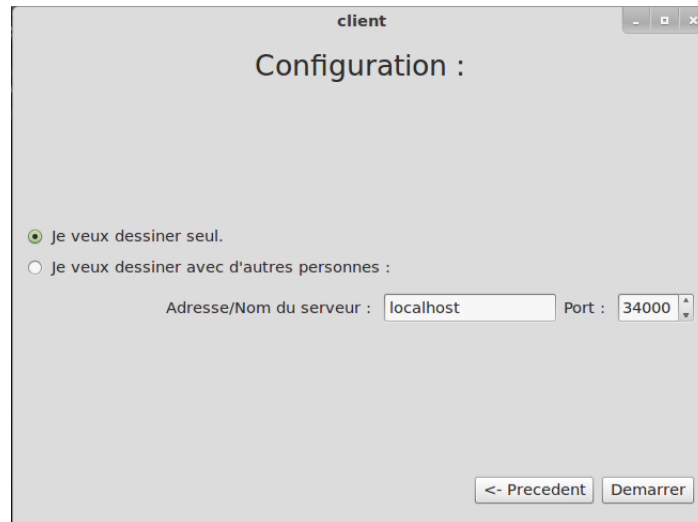 client
Configuration :
Je veux dessiner seul.
Je veux dessiner avec d'autres personnes :
Adresse/Nom du serveur : localhost Port : 34000
<- Precedent Demarrer